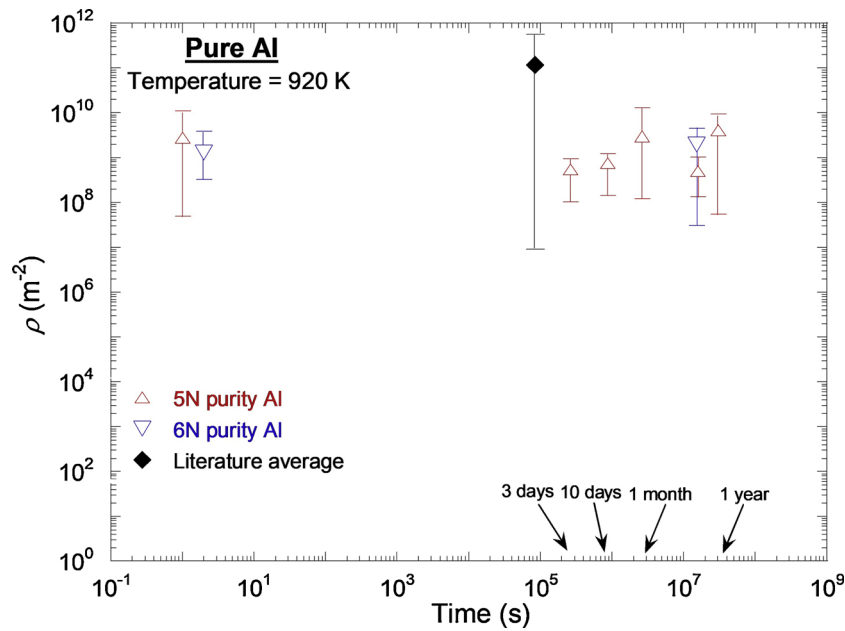 Pure Al
Temperature = 920 K
10^12
10^10
10^8
10^6
10^4
10^2
10^0
ρ (m^-2)
5N purity Al
6N purity Al
Literature average
3 days 10 days 1 month 1 year
10^-1 10^1 10^3 10^5 10^7 10^9
Time (s)